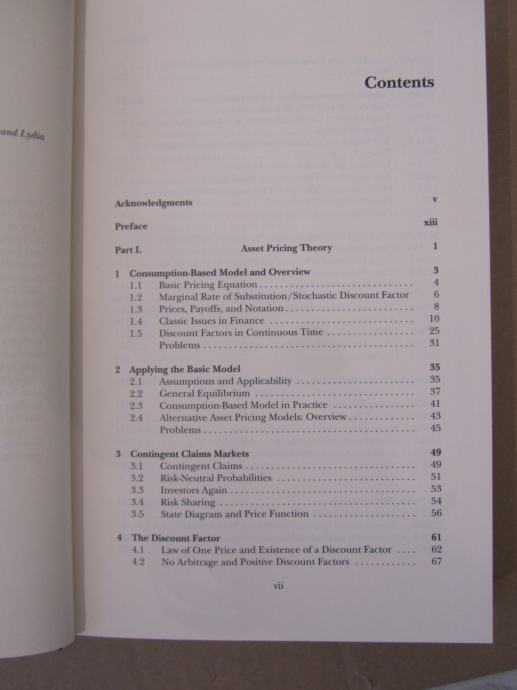 and Lydia
Contents
Acknowledgments v
Preface xiii
Part I. Asset Pricing Theory 1
1 Consumption-Based Model and Overview 3
1.1 Basic Pricing Equation . . . . . . . . . . . . . . . . . . . . . . . . . . . . . 4
1.2 Marginal Rate of Substitution/Stochastic Discount Factor 6
1.3 Prices, Payoffs, and Notation . . . . . . . . . . . . . . . . . . . . . . . . 8
1.4 Classic Issues in Finance . . . . . . . . . . . . . . . . . . . . . . . . . . . 10
1.5 Discount Factors in Continuous Time . . . . . . . . . . . . . . . . 25
Problems . . . . . . . . . . . . . . . . . . . . . . . . . . . . . . . . . . . . . . . 31
2 Applying the Basic Model 35
2.1 Assumptions and Applicability . . . . . . . . . . . . . . . . . . . . . . 35
2.2 General Equilibrium . . . . . . . . . . . . . . . . . . . . . . . . . . . . . . 37
2.3 Consumption-Based Model in Practice . . . . . . . . . . . . . . . 41
2.4 Alternative Asset Pricing Models: Overview . . . . . . . . . . . . 43
Problems . . . . . . . . . . . . . . . . . . . . . . . . . . . . . . . . . . . . . . . 45
3 Contingent Claims Markets 49
3.1 Contingent Claims . . . . . . . . . . . . . . . . . . . . . . . . . . . . . . . 49
3.2 Risk-Neutral Probabilities . . . . . . . . . . . . . . . . . . . . . . . . . . 51
3.3 Investors Again . . . . . . . . . . . . . . . . . . . . . . . . . . . . . . . . . . 53
3.4 Risk Sharing . . . . . . . . . . . . . . . . . . . . . . . . . . . . . . . . . . . . 54
3.5 State Diagram and Price Function . . . . . . . . . . . . . . . . . . . 56
4 The Discount Factor 61
4.1 Law of One Price and Existence of a Discount Factor . . . . 62
4.2 No Arbitrage and Positive Discount Factors . . . . . . . . . . . . 67
vii